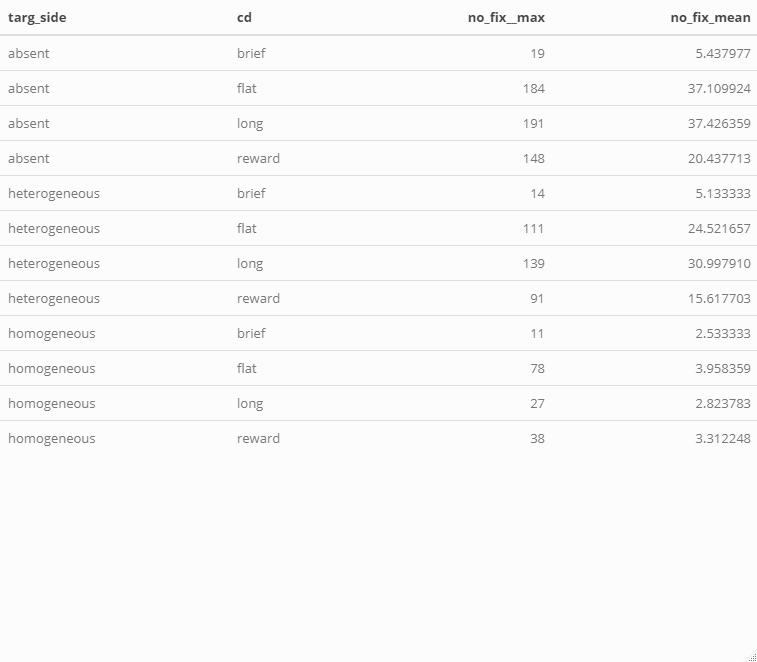 targ_side cd no_fix__max no_fix_mean
absent brief 19 5.437977
absent flat 184 37.109924
absent long 191 37.426359
absent reward 148 20.437713
heterogeneous brief 14 5.133333
heterogeneous flat 111 24.521657
heterogeneous long 139 30.997910
heterogeneous reward 91 15.617703
homogeneous brief 11 2.533333
homogeneous flat 78 3.958359
homogeneous long 27 2.823783
homogeneous reward 38 3.312248